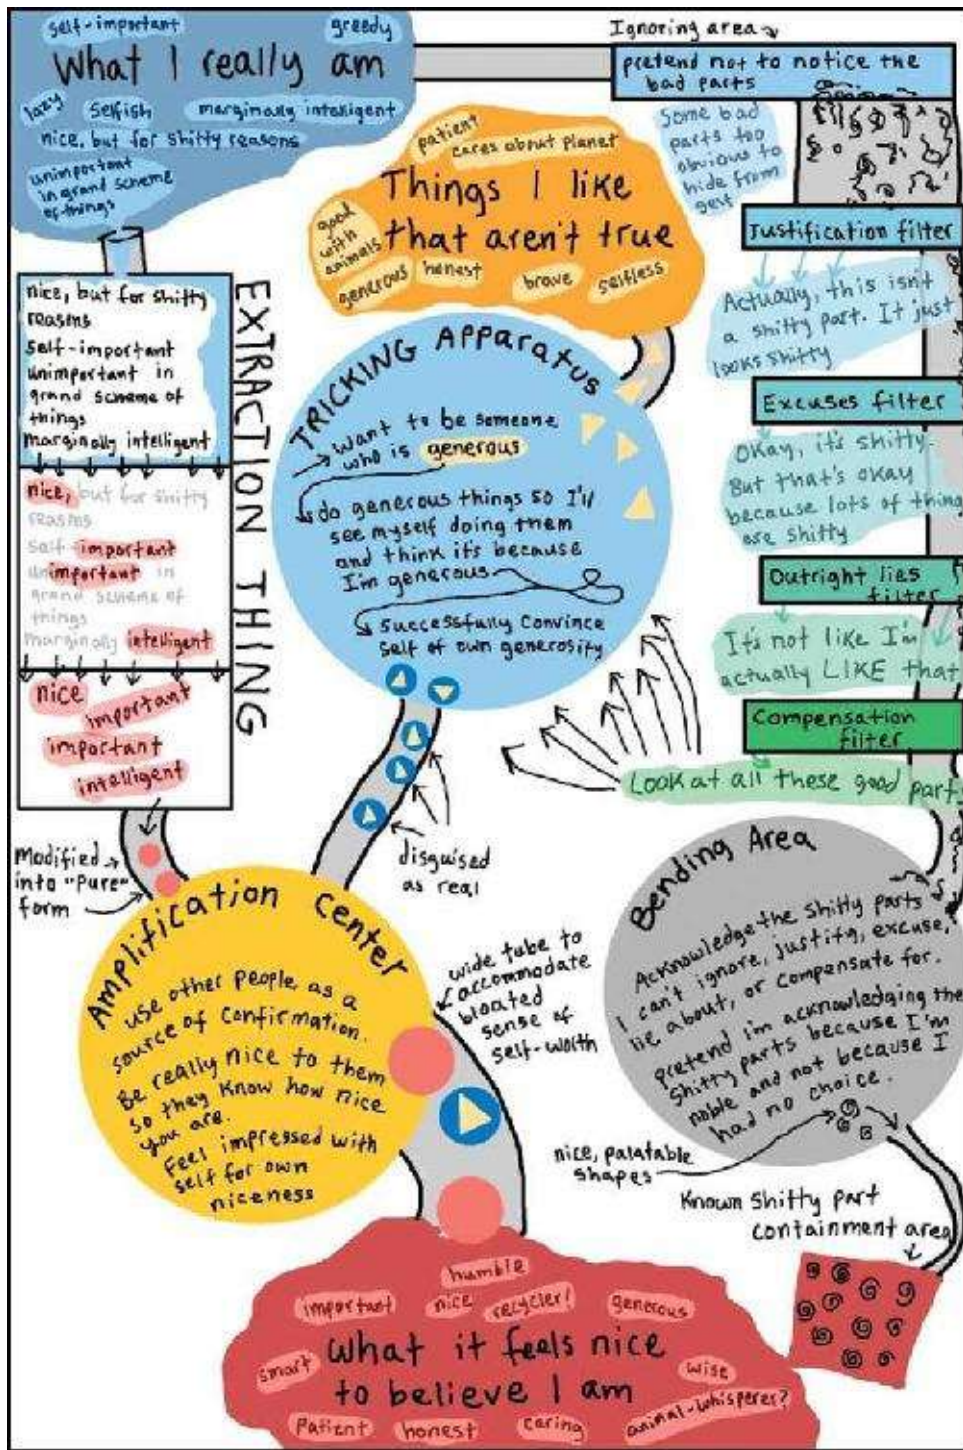 self-important
greedy
What I really am
lazy
selfish
marginally intelligent
nice, but for shitty reasons
unimportant
in grand scheme
of things
Ignoring area
pretend not to notice the
bad parts
Some bad
parts too
obvious to
hide from
self
patient
cares about planet
Things I like
that aren't true
good
with
animals
generous
honest
brave
selfless
Justification filter
Actually, this isn't
a shitty part. It just
looks shitty
Excuses filter
Okay, it's shitty.
But that's okay
because lots of thing
are shitty
Outright lies
filter
It's not like I'm
actually LIKE that
Compensation
filter
Look at all these good part
EXTRACTION THING
nice, but for shitty
reasons
self-important
unimportant in
grand scheme of
things
marginally intelligent
nice, but for shitty
reasons
self-important
unimportant in
grand scheme of
things
marginally intelligent
nice
important
important
intelligent
Modified
into "Pure"
form
TRICKING APParatus
Want to be someone
who is generous
do generous things so I'll
see myself doing them
and think it's because
I'm generous
successfully convince
self of own generosity
disguised
as real
Amplification Center
use other people as a
source of confirmation.
Be really nice to them
so they know how nice
you are.
Feel impressed with
self for own
niceness
wide tube to
accommodate
bloated
sense of
self-worth
Bending Area
Acknowledge the shitty parts
I can't ignore, justify, excuse,
lie about, or compensate for.
pretend im acknowledging the
shitty parts because I'm
noble and not because I
had no choice.
nice, palatable
shapes
Known shitty part
containment area
humble
important
nice
recycler!
generous
smart
What it feels nice
to believe I am
wise
Patient
honest
caring
animal-whisperer?